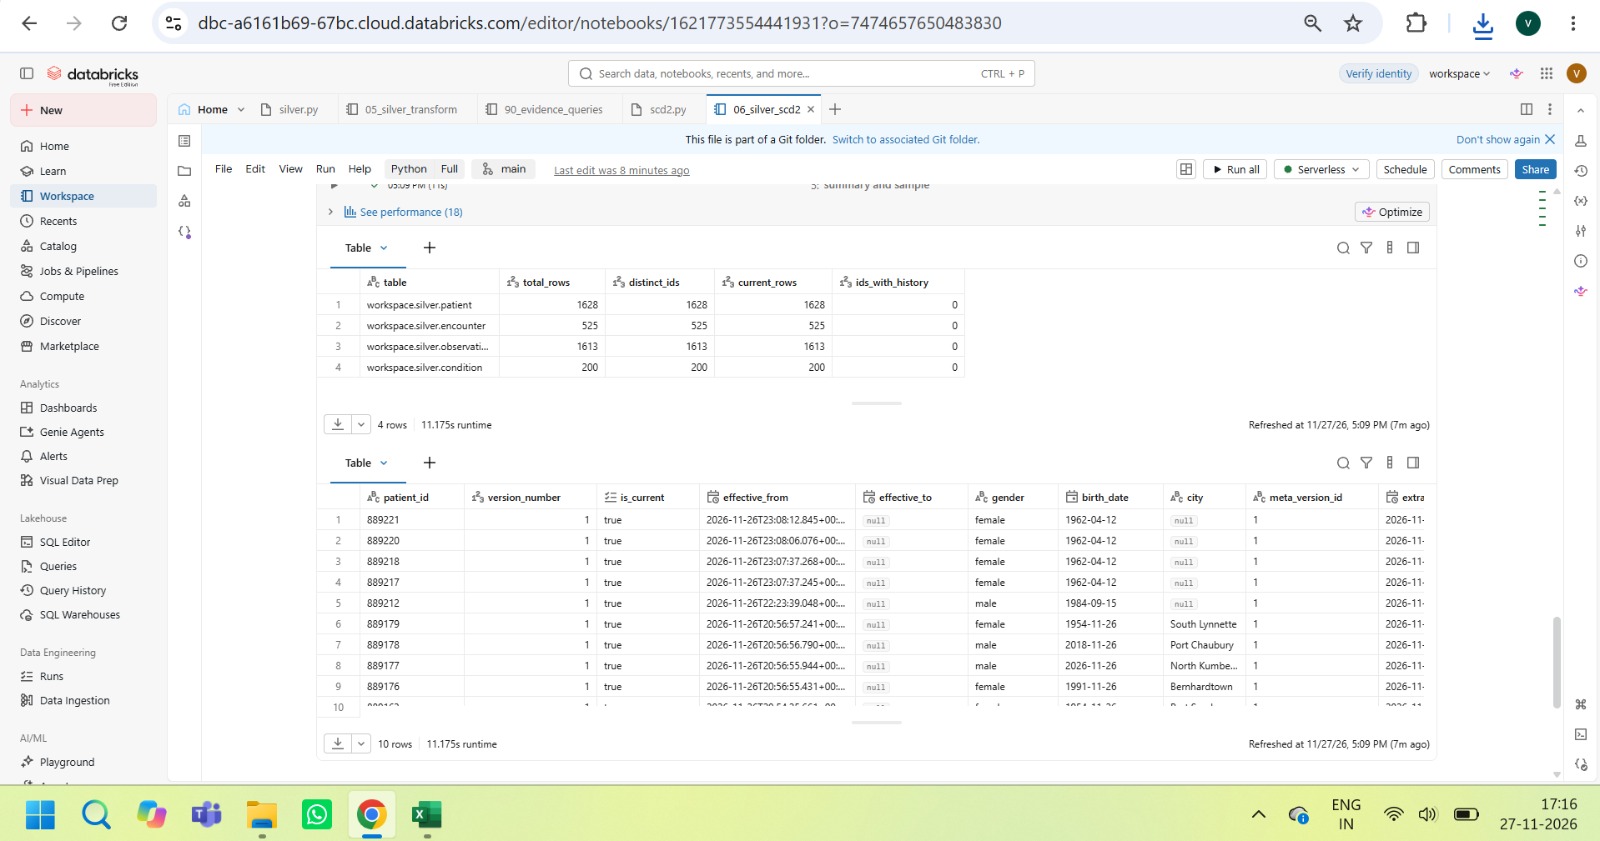 dbc-a6161b69-67bc.cloud.databricks.com/editor/notebooks/1621773554441931?o=7474657650483830
V
databricks
Free Edition
Search data, notebooks, recents, and more...
CTRL + P
Verify identity
workspace
V
New
Home
Learn
Workspace
Recents
Catalog
Jobs & Pipelines
Compute
Discover
Marketplace
Analytics
Dashboards
Genie Agents
Alerts
Visual Data Prep
Lakehouse
SQL Editor
Queries
Query History
SQL Warehouses
Data Engineering
Runs
Data Ingestion
AI/ML
Playground
Home
silver.py
05_silver_transform
90_evidence_queries
scd2.py
06_silver_scd2
This file is part of a Git folder. Switch to associated Git folder.
Don't show again
File Edit View Run Help Python Full main Last edit was 8 minutes ago
Run all
Serverless
Schedule
Comments
Share
05:09 PM (11s)
5: summary and sample
See performance (18)
Optimize
Table
table total_rows distinct_ids current_rows ids_with_history
1 workspace.silver.patient 1628 1628 1628 0
2 workspace.silver.encounter 525 525 525 0
3 workspace.silver.observati... 1613 1613 1613 0
4 workspace.silver.condition 200 200 200 0
4 rows 11.175s runtime
Refreshed at 11/27/26, 5:09 PM (7m ago)
Table
patient_id version_number is_current effective_from effective_to gender birth_date city meta_version_id extra
1 889221 1 true 2026-11-26T23:08:12.845+00:... null female 1962-04-12 null 1 2026-11-
2 889220 1 true 2026-11-26T23:08:06.076+00:... null female 1962-04-12 null 1 2026-11-
3 889218 1 true 2026-11-26T23:07:37.268+00:... null female 1962-04-12 null 1 2026-11-
4 889217 1 true 2026-11-26T23:07:37.245+00:... null female 1962-04-12 null 1 2026-11-
5 889212 1 true 2026-11-26T22:23:39.048+00:... null male 1984-09-15 null 1 2026-11-
6 889179 1 true 2026-11-26T20:56:57.241+00:... null female 1954-11-26 South Lynnette 1 2026-11-
7 889178 1 true 2026-11-26T20:56:56.790+00:... null male 2018-11-26 Port Chaubury 1 2026-11-
8 889177 1 true 2026-11-26T20:56:55.944+00:... null male 2026-11-26 North Kumbe... 1 2026-11-
9 889176 1 true 2026-11-26T20:56:55.431+00:... null female 1991-11-26 Bernhardtown 1 2026-11-
10
10 rows 11.175s runtime
Refreshed at 11/27/26, 5:09 PM (7m ago)
ENG
IN
17:16
27-11-2026